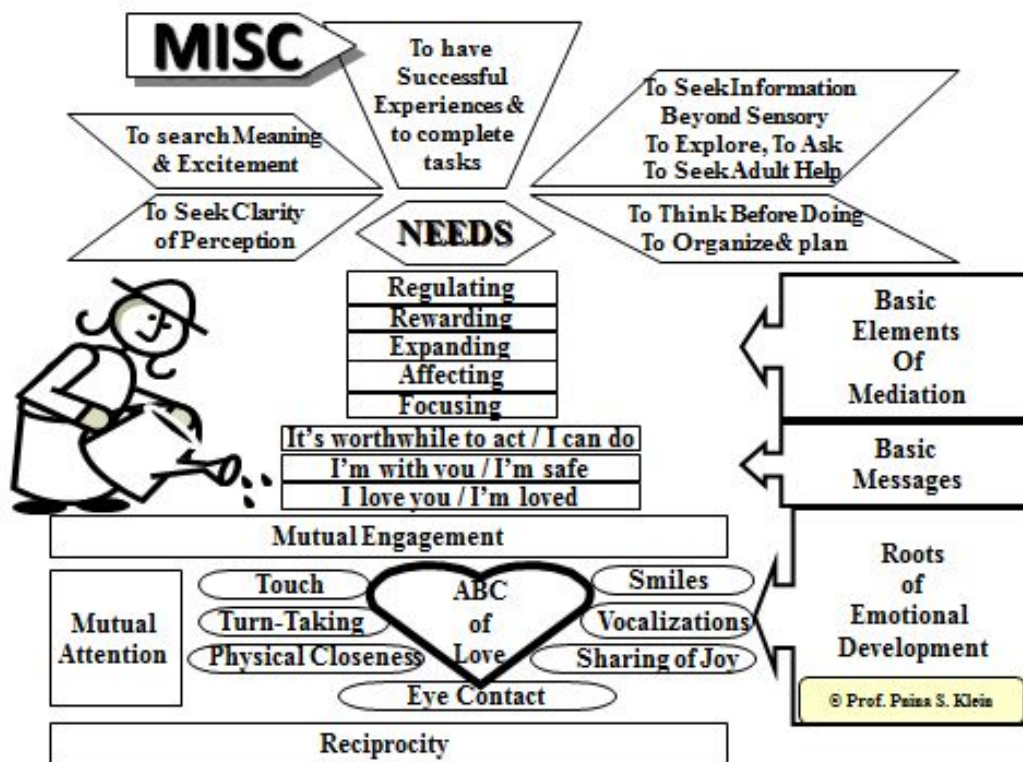 MISC
To have
Successful
Experiences &
to complete
tasks
To search Meaning
& Excitement
To Seek Information
Beyond Sensory
To Explore, To Ask
To Seek Adult Help
To Seek Clarity
of Perception
NEEDS
To Think Before Doing
To Organize & plan
Regulating
Rewarding
Expanding
Affecting
Focusing
Basic
Elements
Of
Mediation
It's worthwhile to act / I can do
I'm with you / I'm safe
I love you / I'm loved
Basic
Messages
Mutual Engagement
Mutual
Attention
Touch
Turn-Taking
Physical Closeness
ABC
of
Love
Smiles
Vocalizations
Sharing of Joy
Eye Contact
Roots
of
Emotional
Development
© Prof. Pnina S. Klein
Reciprocity